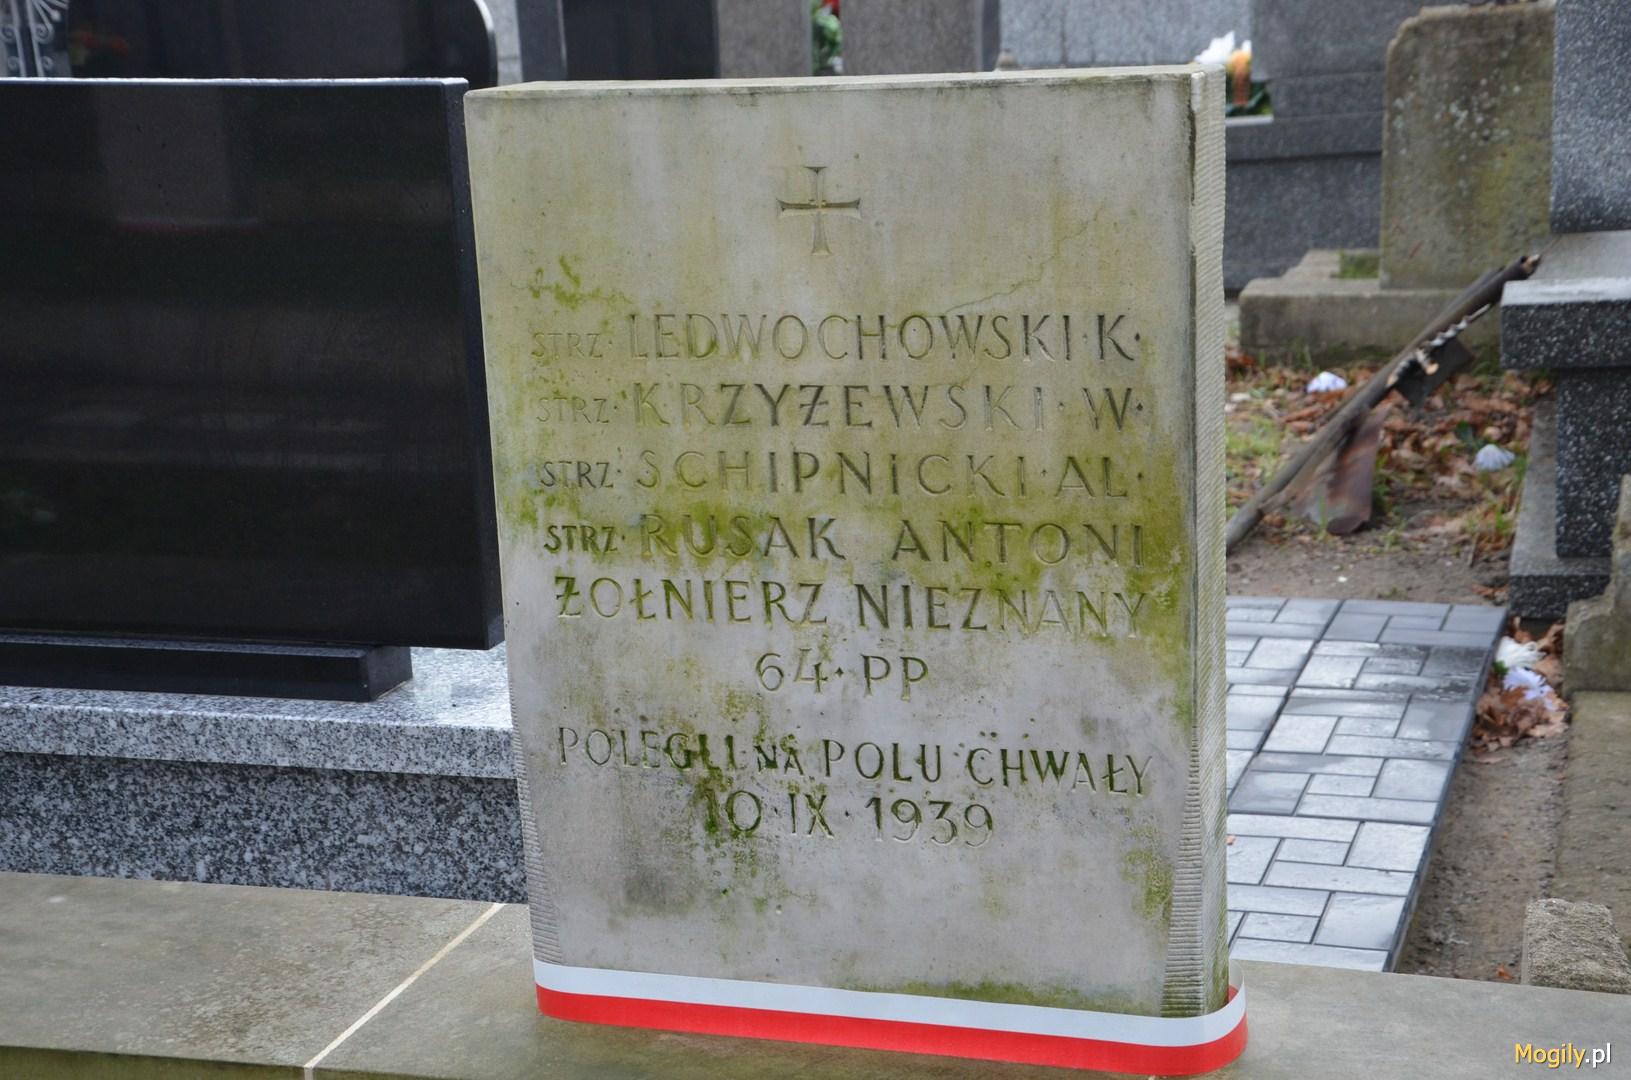 STRZ· LEDWOCHOWSKI·K·
STRZ· KRZYŻEWSKI·W·
STRZ· SCHIPNICKI·AL·
STRZ· RUSAK ANTONI
ŻOŁNIERZ NIEZNANY
64·PP
POLEGLI NA POLU CHWAŁY
10·IX·1939
Mogily.pl